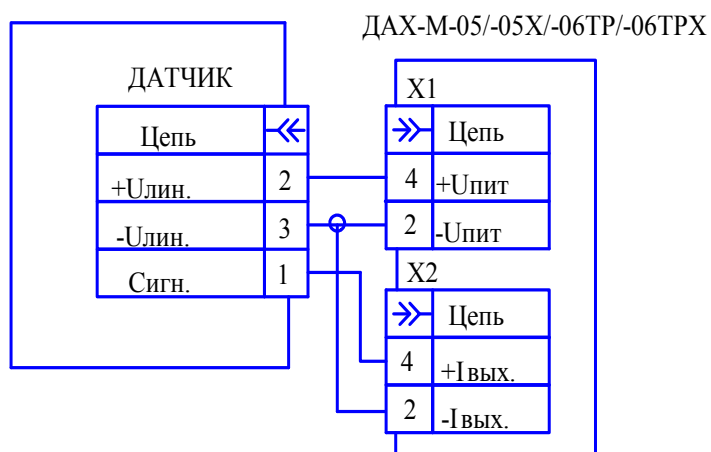 ДАХ-М-05/-05Х/-06ТР/-06ТРХ
ДАТЧИК
Цепь
+Uлин. 2
-Uлин. 3
Сигн. 1
X1
Цепь
4 +Uпит
2 -Uпит
X2
Цепь
4 +Iвых.
2 -Iвых.